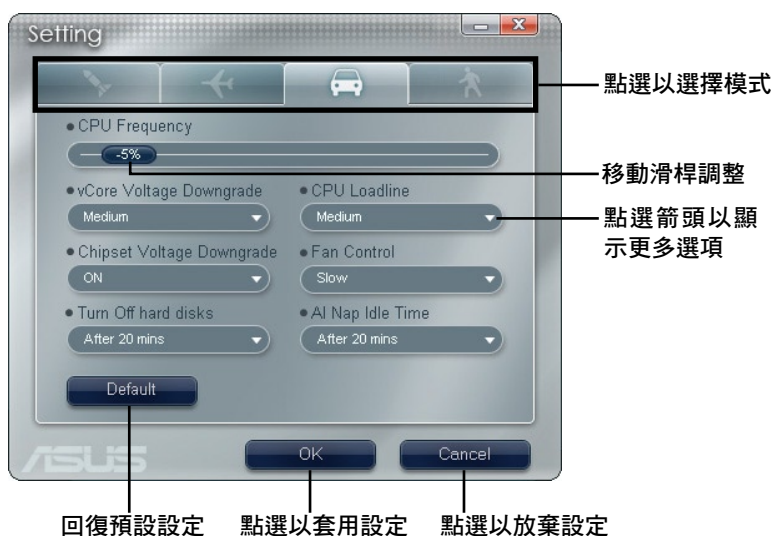 Setting
點選以選擇模式
CPU Frequency
-5%
移動滑桿調整
vCore Voltage Downgrade
CPU Loadline
Medium
Medium
點選箭頭以顯
示更多選項
Chipset Voltage Downgrade
Fan Control
ON
Slow
Turn Off hard disks
AI Nap Idle Time
After 20 mins
After 20 mins
Default
ASUS
OK
Cancel
回復預設設定
點選以套用設定
點選以放棄設定